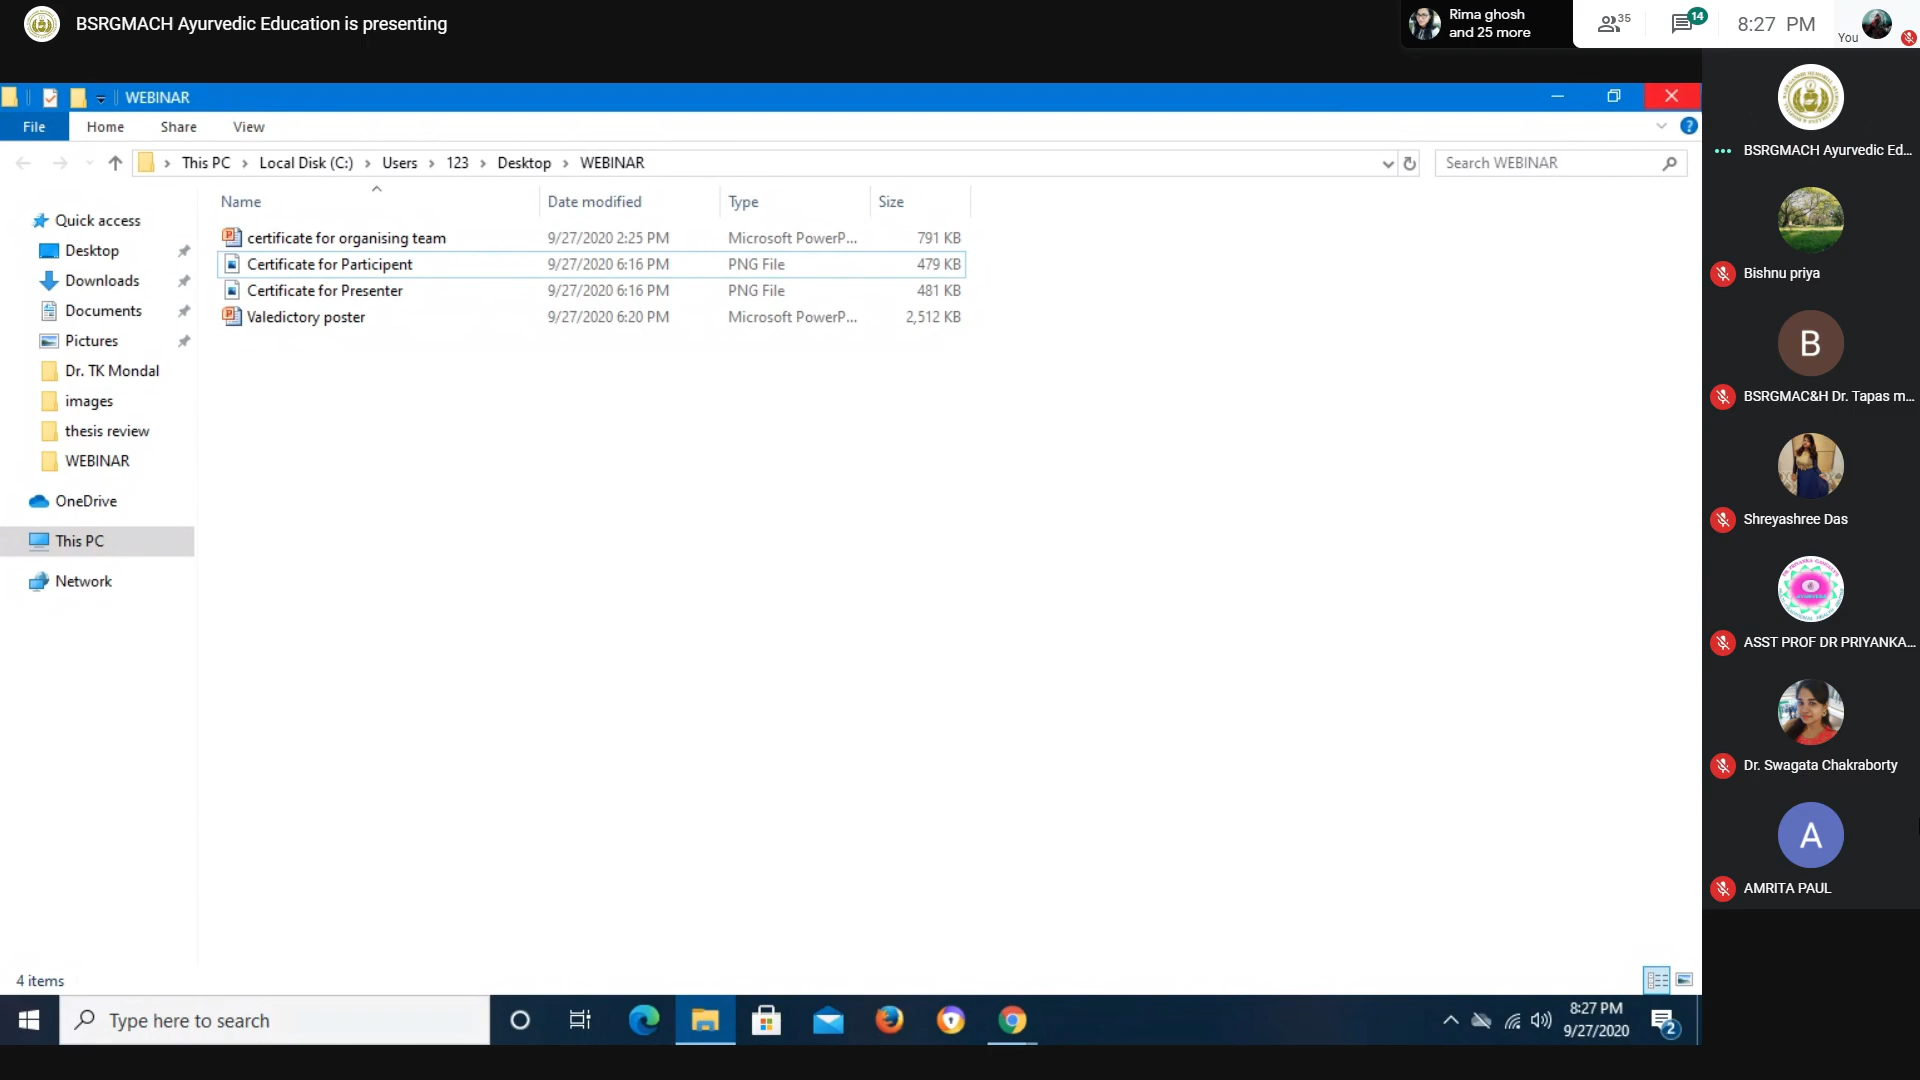 BSRGMACH Ayurvedic Education is presenting
Rima ghosh
and 25 more
35
14
8:27 PM
You
WEBINAR
File Home Share View
This PC Local Disk (C:) Users 123 Desktop WEBINAR
Search WEBINAR
Name Date modified Type Size
certificate for organising team 9/27/2020 2:25 PM Microsoft PowerP... 791 KB
Certificate for Participent 9/27/2020 6:16 PM PNG File 479 KB
Certificate for Presenter 9/27/2020 6:16 PM PNG File 481 KB
Valedictory poster 9/27/2020 6:20 PM Microsoft PowerP... 2,512 KB
Quick access
Desktop
Downloads
Documents
Pictures
Dr. TK Mondal
images
thesis review
WEBINAR
OneDrive
This PC
Network
4 items
Type here to search
8:27 PM
9/27/2020
2
BSRGMACH Ayurvedic Ed...
Bishnu priya
B
BSRGMAC&H Dr. Tapas m...
Shreyashree Das
ASST PROF DR PRIYANKA...
Dr. Swagata Chakraborty
A
AMRITA PAUL